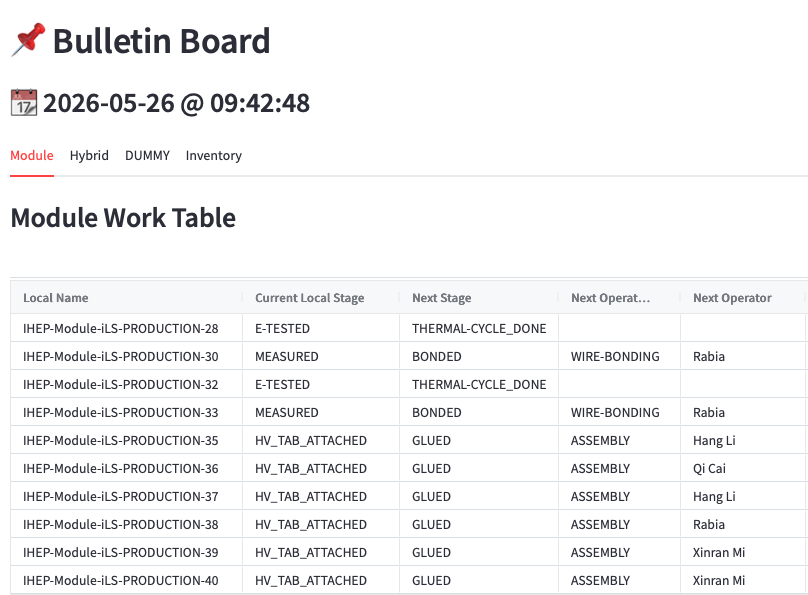 Bulletin Board
17
2026-05-26 @ 09:42:48
Module Hybrid DUMMY Inventory
Module Work Table
Local Name Current Local Stage Next Stage Next Operat... Next Operator
IHEP-Module-iLS-PRODUCTION-28 E-TESTED THERMAL-CYCLE_DONE
IHEP-Module-iLS-PRODUCTION-30 MEASURED BONDED WIRE-BONDING Rabia
IHEP-Module-iLS-PRODUCTION-32 E-TESTED THERMAL-CYCLE_DONE
IHEP-Module-iLS-PRODUCTION-33 MEASURED BONDED WIRE-BONDING Rabia
IHEP-Module-iLS-PRODUCTION-35 HV_TAB_ATTACHED GLUED ASSEMBLY Hang Li
IHEP-Module-iLS-PRODUCTION-36 HV_TAB_ATTACHED GLUED ASSEMBLY Qi Cai
IHEP-Module-iLS-PRODUCTION-37 HV_TAB_ATTACHED GLUED ASSEMBLY Hang Li
IHEP-Module-iLS-PRODUCTION-38 HV_TAB_ATTACHED GLUED ASSEMBLY Rabia
IHEP-Module-iLS-PRODUCTION-39 HV_TAB_ATTACHED GLUED ASSEMBLY Xinran Mi
IHEP-Module-iLS-PRODUCTION-40 HV_TAB_ATTACHED GLUED ASSEMBLY Xinran Mi